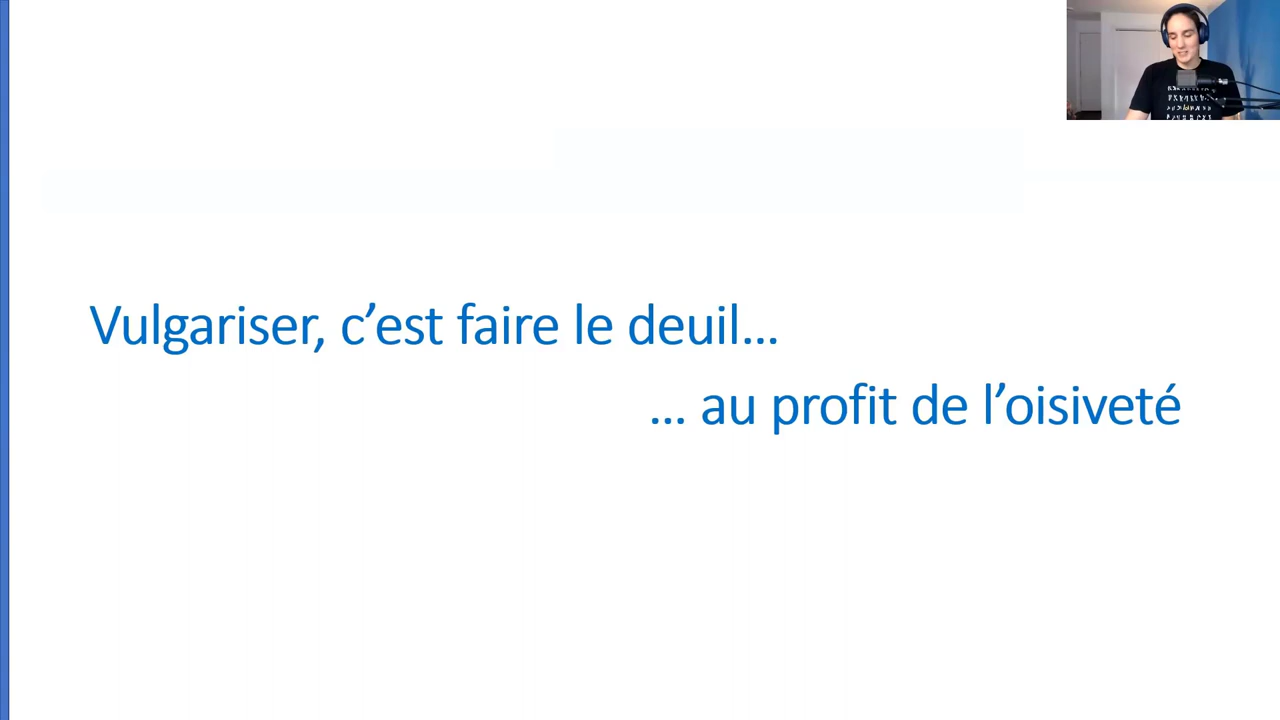 Vulgariser, c’est faire le deuil…
… au profit de l’oisiveté